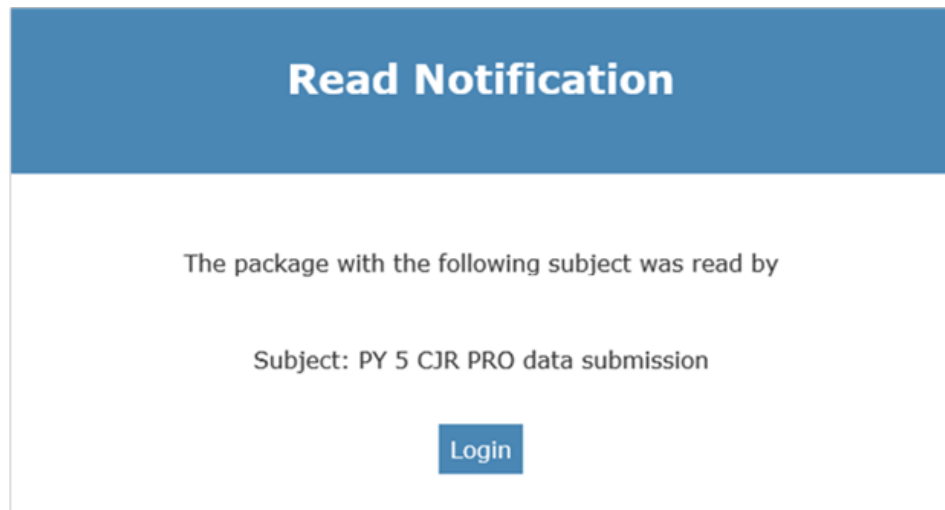 Read Notification
The package with the following subject was read by
Subject: PY 5 CJR PRO data submission
Login